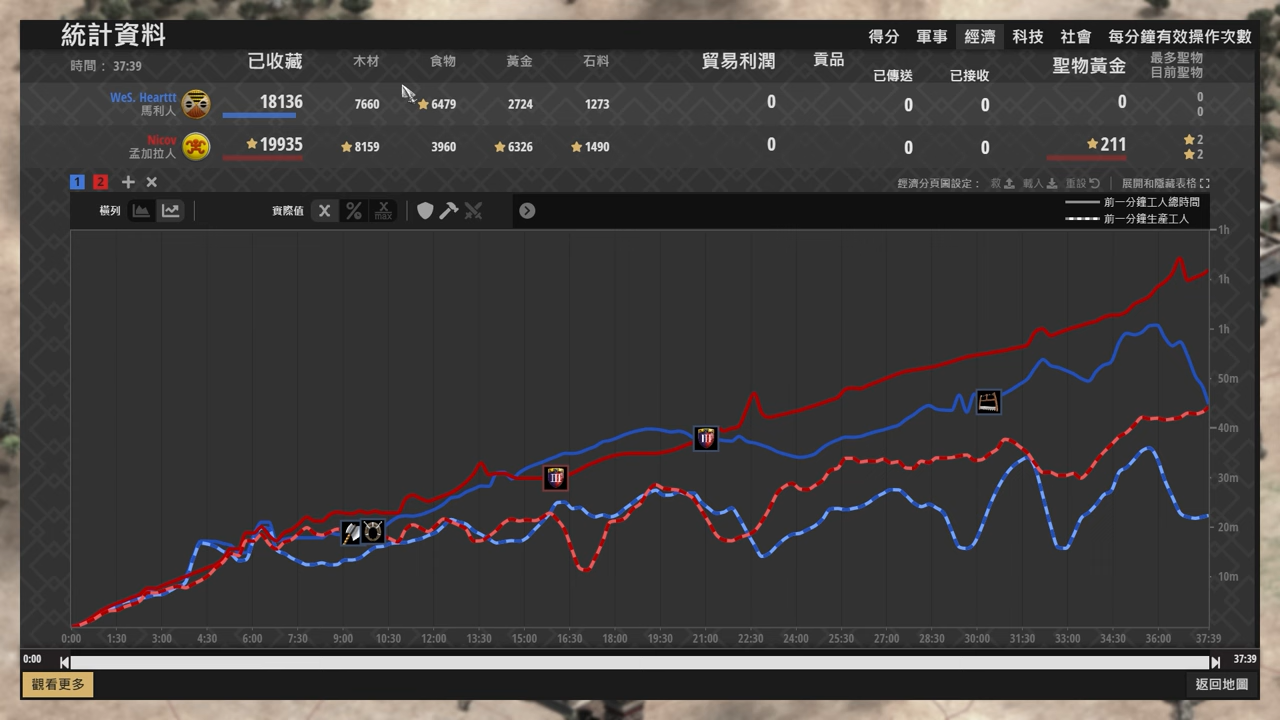 統計資料
得分 軍事 經濟 科技 社會 每分鐘有效操作次數
時間： 37:39
已收藏 木材 食物 黃金 石料 貿易利潤 貢品 已傳送 已接收 聖物黃金 最多聖物
目前聖物
WeS. Hearttt
馬利人
18136 7660 6479 2724 1273 0 0 0 0 0
0
Nicov
孟加拉人
19935 8159 3960 6326 1490 0 0 0 211 2
2
1 2
經濟分頁圖設定： 載入 重設 展開和隱藏表格
橫列 實際值 X % X
max
前一分鐘工人總時間
前一分鐘生產工人
1h
1h
1h
50m
40m
30m
20m
10m
0:00 1:30 3:00 4:30 6:00 7:30 9:00 10:30 12:00 13:30 15:00 16:30 18:00 19:30 21:00 22:30 24:00 25:30 27:00 28:30 30:00 31:30 33:00 34:30 36:00 37:39
0:00 37:39
觀看更多 返回地圖